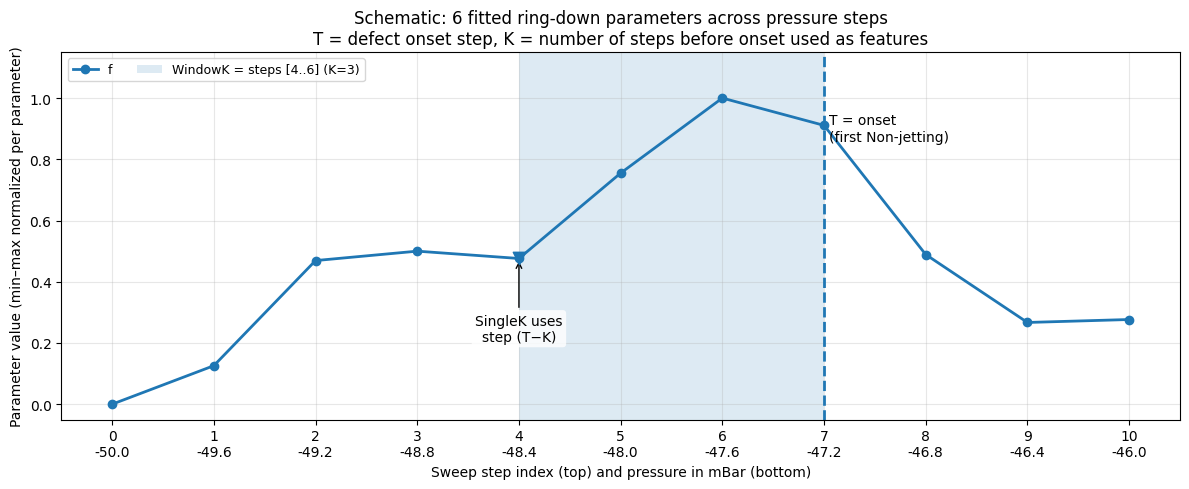 Schematic: 6 fitted ring-down parameters across pressure steps
T = defect onset step, K = number of steps before onset used as features
f
WindowK = steps [4..6] (K=3)
Parameter value (min–max normalized per parameter)
1.0
0.8
0.6
0.4
0.2
0.0
T = onset
(first Non-jetting)
SingleK uses
step (T−K)
0 1 2 3 4 5 6 7 8 9 10
-50.0 -49.6 -49.2 -48.8 -48.4 -48.0 -47.6 -47.2 -46.8 -46.4 -46.0
Sweep step index (top) and pressure in mBar (bottom)